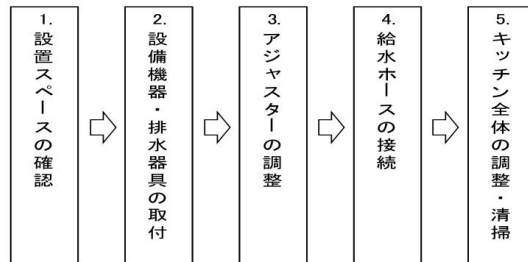 1.設置スペースの確認
2.設備機器・排水器具の取付
3.アジャスターの調整
4.給水ホースの接続
5.キッチン全体の調整・清掃